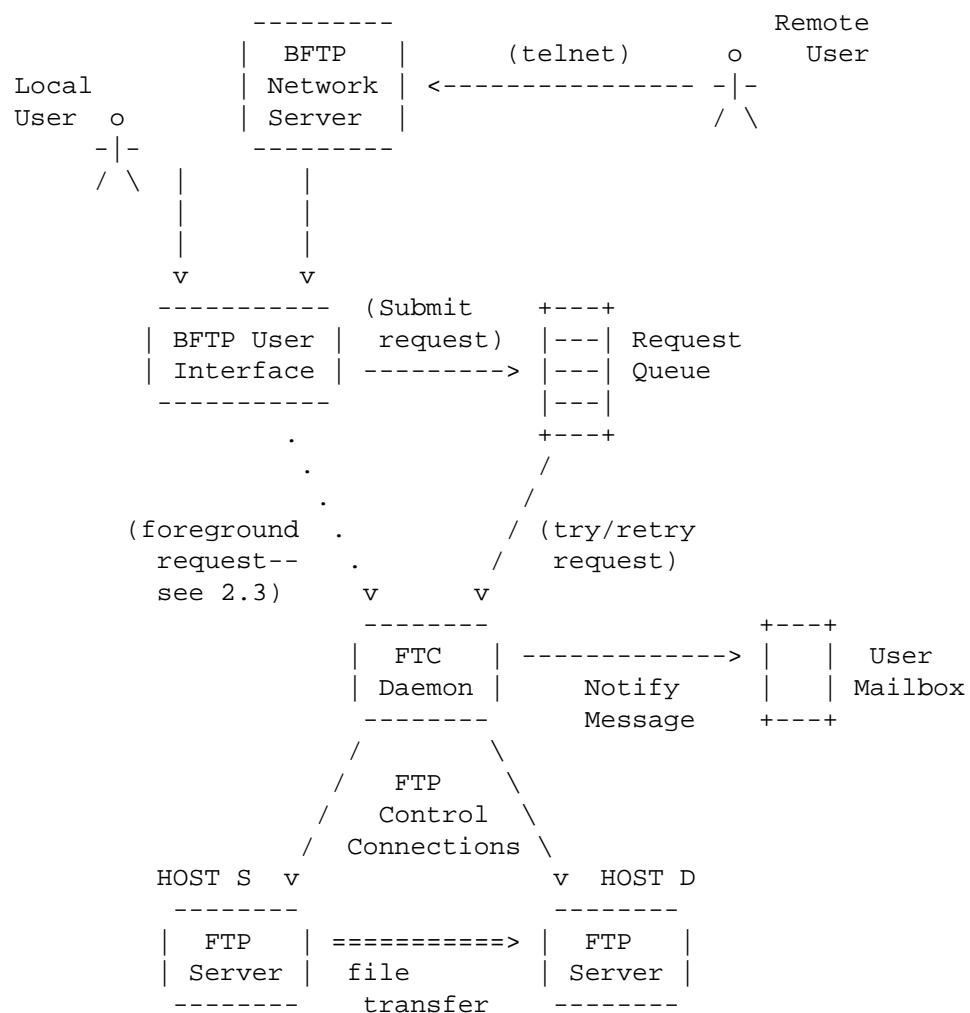 Remote
BFTP (telnet) User
Local Network
User Server
(Submit
BFTP User request) Request
Interface Queue
(foreground (try/retry
request-- request)
see 2.3)
FTC User
Daemon Notify Mailbox
Message
FTP
Control
Connections
HOST S HOST D
FTP FTP
Server file Server
transfer